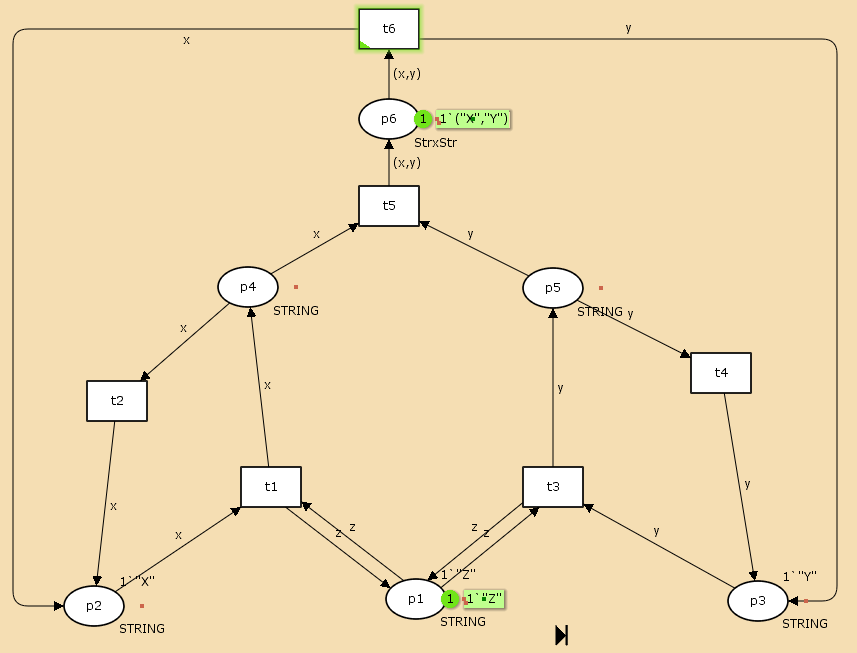 t6
x
y
(x,y)
p6
1
1`("X","Y")
StrxStr
(x,y)
t5
x
y
p4
STRING
p5
STRING
y
x
t2
t4
x
y
t1
t3
x
x
y
y
z
z
z
z
y
1`"X"
p2
STRING
1`"Z"
p1
1
1`"Z"
STRING
1`"Y"
p3
STRING